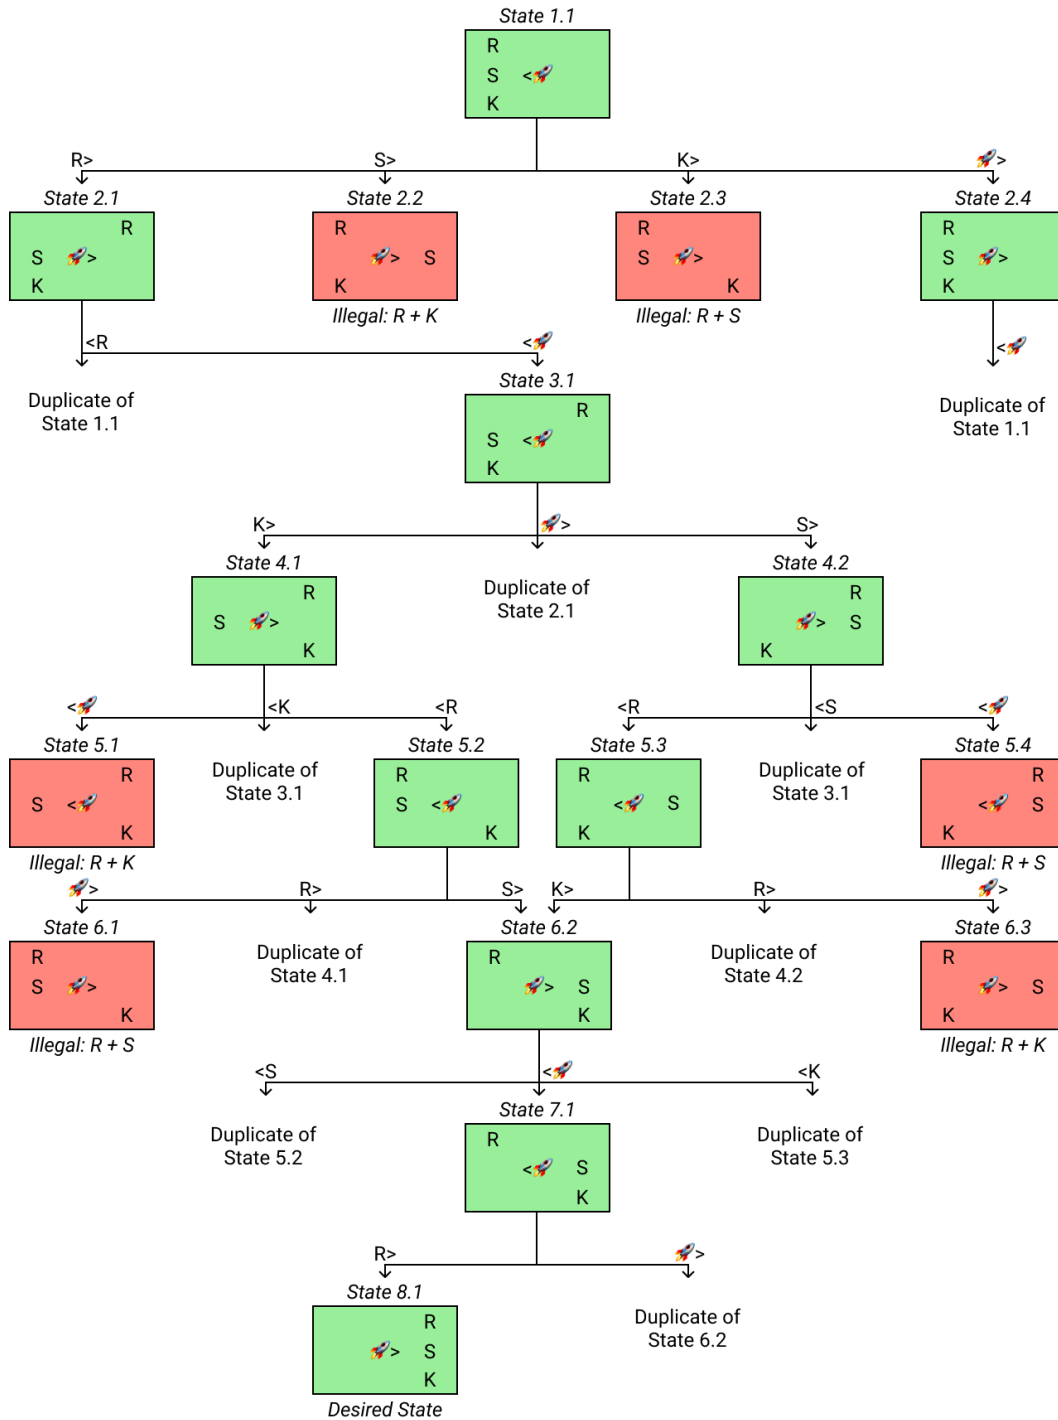 State 1.1
R
S <🚀
K
R> S> K> 🚀>
State 2.1 State 2.2 State 2.3 State 2.4
R R R R
S 🚀> 🚀> S S 🚀> S 🚀>
K K K K
Illegal: R + K Illegal: R + S
<R <🚀 <🚀
Duplicate of
State 1.1
State 3.1
R
S <🚀
K
Duplicate of
State 1.1
K> 🚀> S>
State 4.1 State 4.2
R R
S 🚀> 🚀> S
K K
Duplicate of
State 2.1
<🚀 <K <R <R <S <🚀
State 5.1 State 5.2 State 5.3 State 5.4
R R R R
S <🚀 S <🚀 <🚀 S <🚀 S
K K K K
Duplicate of
State 3.1
Duplicate of
State 3.1
Illegal: R + K Illegal: R + S
🚀> R> S> K> R> 🚀>
State 6.1 State 6.2 State 6.3
R R R
S 🚀> 🚀> S 🚀> S
K K K
Duplicate of
State 4.1
Duplicate of
State 4.2
Illegal: R + S Illegal: R + K
<S <🚀 <K
Duplicate of
State 5.2
State 7.1
R
<🚀 S
K
Duplicate of
State 5.3
R> 🚀>
State 8.1
R
🚀> S
K
Desired State
Duplicate of
State 6.2